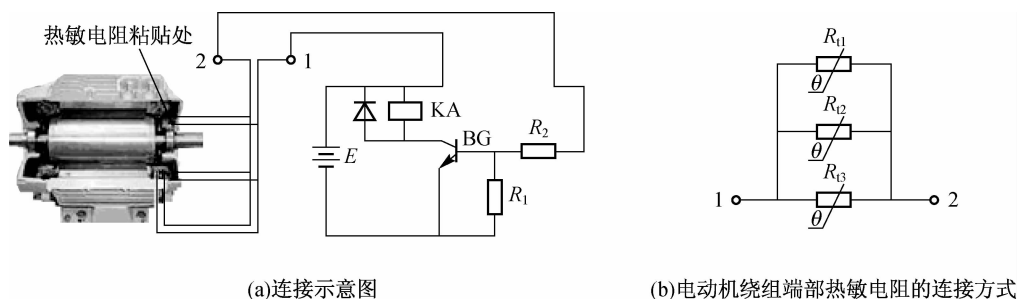 热敏电阻粘贴处
2
1
KA
BG
R2
E
R1
(a)连接示意图
Rt1
θ
Rt2
θ
Rt3
θ
1
2
(b)电动机绕组端部热敏电阻的连接方式